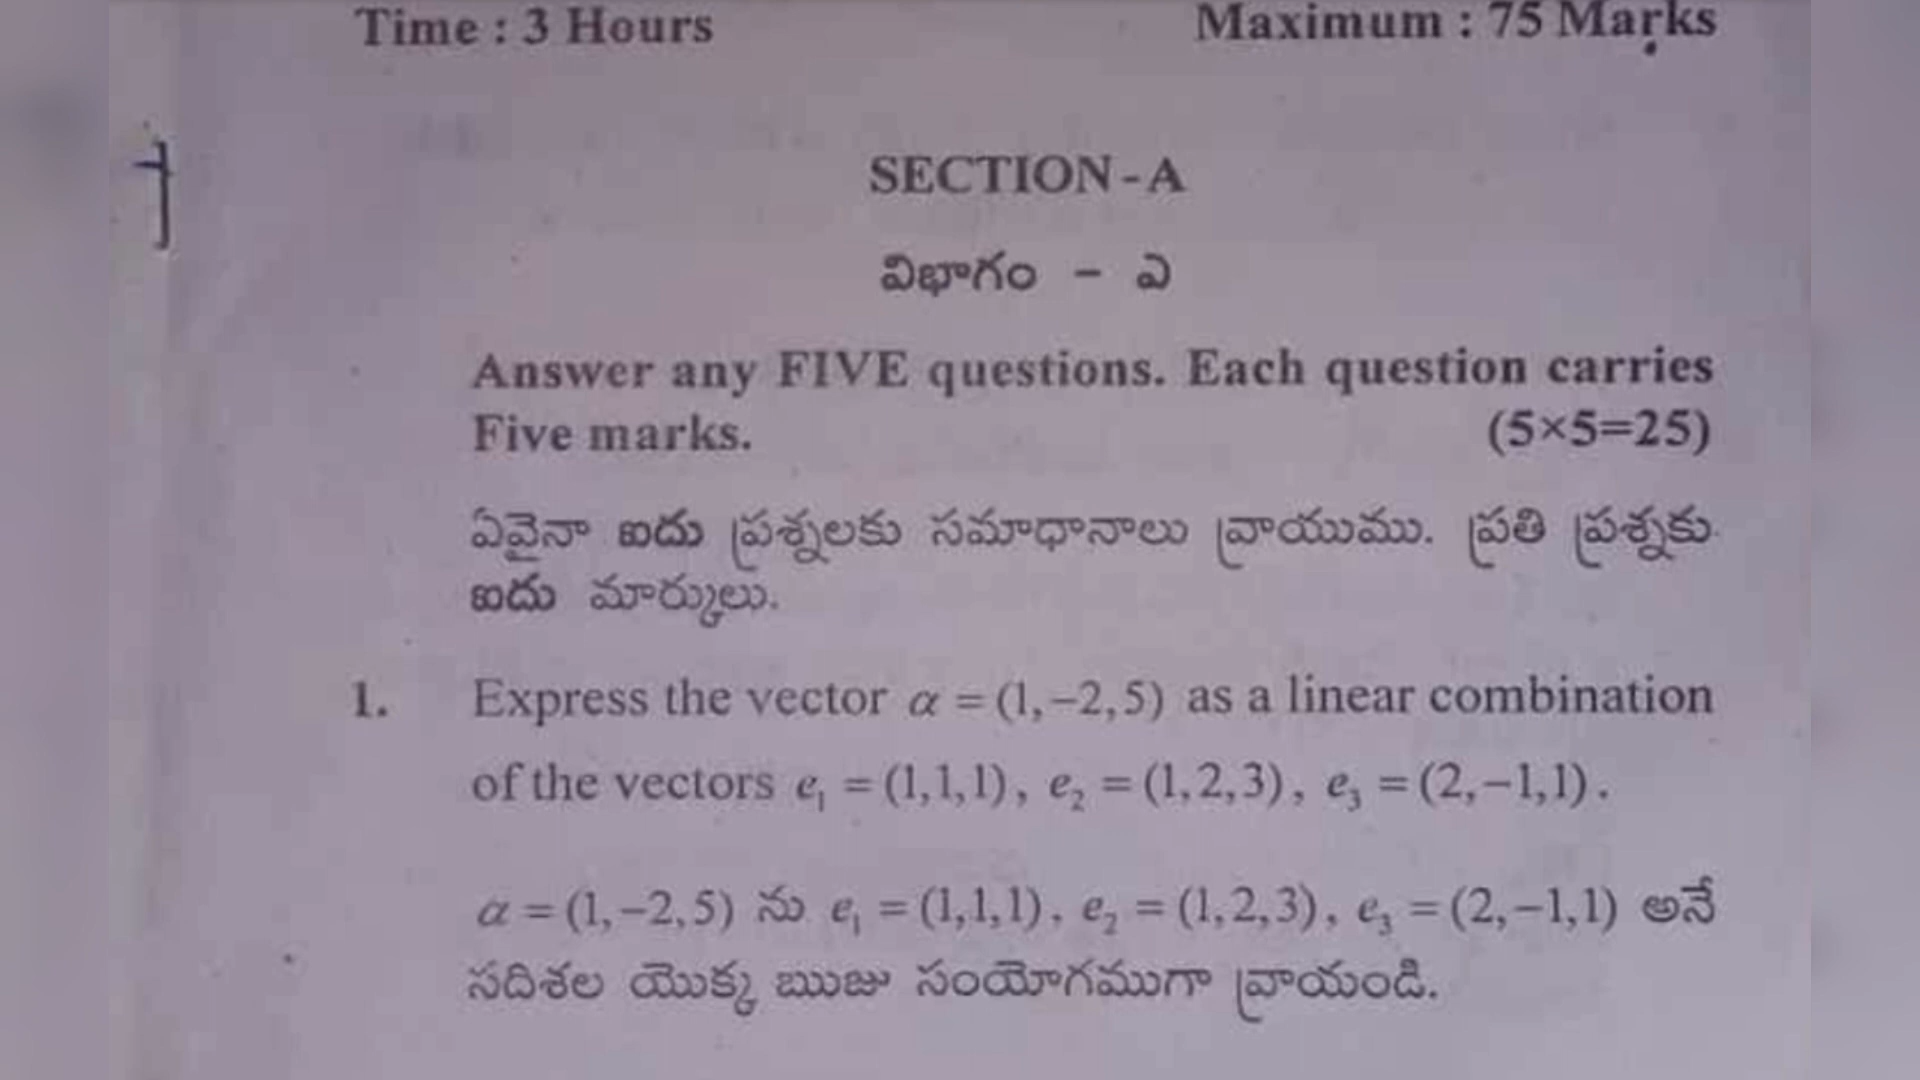 Time : 3 Hours Maximum : 75 Marks
SECTION - A
విభాగం - ఎ
Answer any FIVE questions. Each question carries
Five marks. (5×5=25)
ఏవైనా ఐదు ప్రశ్నలకు సమాధానాలు వ్రాయుము. ప్రతి ప్రశ్నకు
ఐదు మార్కులు.
1. Express the vector α = (1,−2,5) as a linear combination
of the vectors e₁ = (1,1,1), e₂ = (1,2,3), e₃ = (2,−1,1).
α = (1,−2,5) ను e₁ = (1,1,1), e₂ = (1,2,3), e₃ = (2,−1,1) అనే
సదిశల యొక్క ఋజు సంయోగముగా వ్రాయండి.